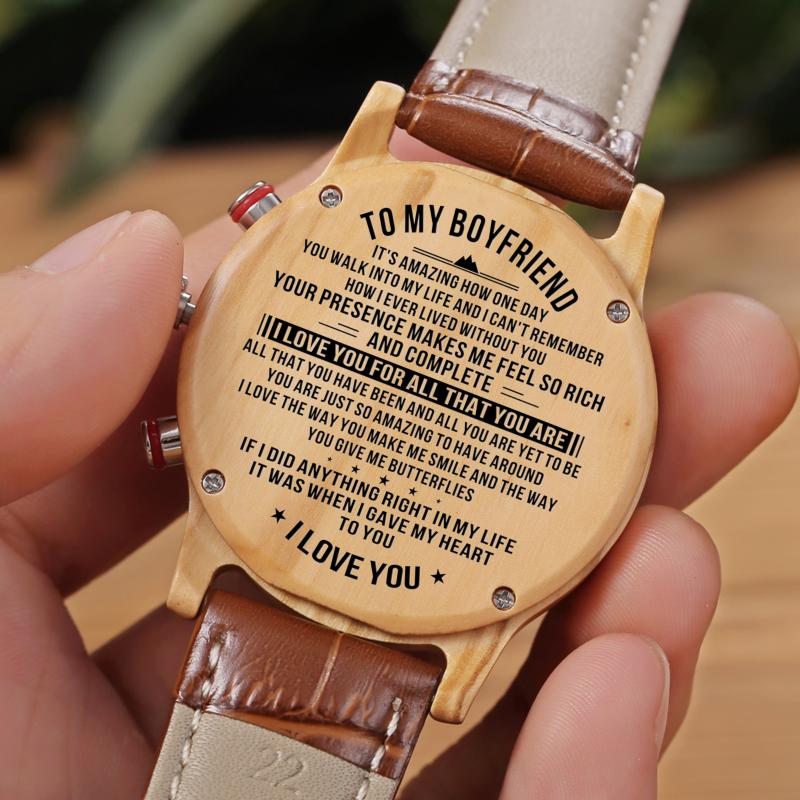 TO MY BOYFRIEND
IT'S AMAZING HOW ONE DAY
YOU WALK INTO MY LIFE AND I CAN'T REMEMBER
HOW I EVER LIVED WITHOUT YOU
YOUR PRESENCE MAKES ME FEEL SO RICH
AND COMPLETE
I LOVE YOU FOR ALL THAT YOU ARE
ALL THAT YOU HAVE BEEN AND ALL YOU ARE YET TO BE
YOU ARE JUST SO AMAZING TO HAVE AROUND
I LOVE THE WAY YOU MAKE ME SMILE AND THE WAY
YOU GIVE ME BUTTERFLIES
IF I DID ANYTHING RIGHT IN MY LIFE
IT WAS WHEN I GAVE MY HEART
TO YOU
I LOVE YOU
22